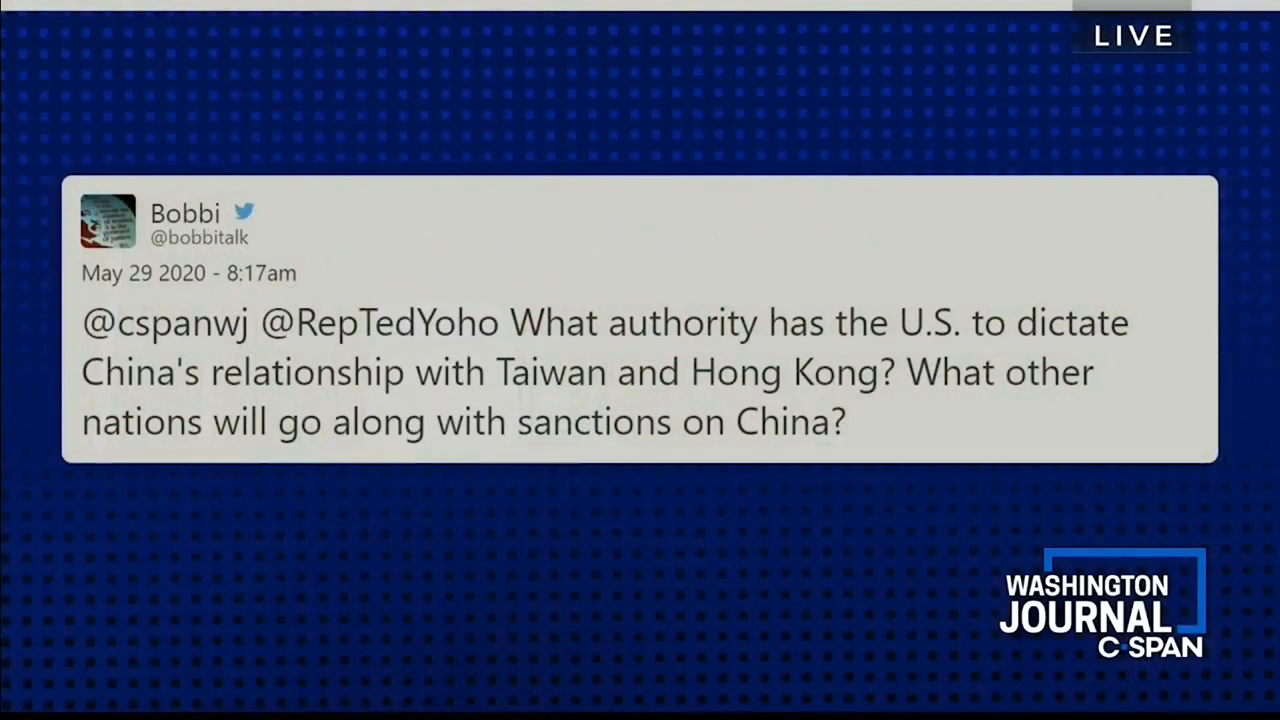 LIVE
Bobbi
@bobbitalk
May 29 2020 - 8:17am
@cspanwj @RepTedYoho What authority has the U.S. to dictate
China's relationship with Taiwan and Hong Kong? What other
nations will go along with sanctions on China?
WASHINGTON
JOURNAL
C-SPAN